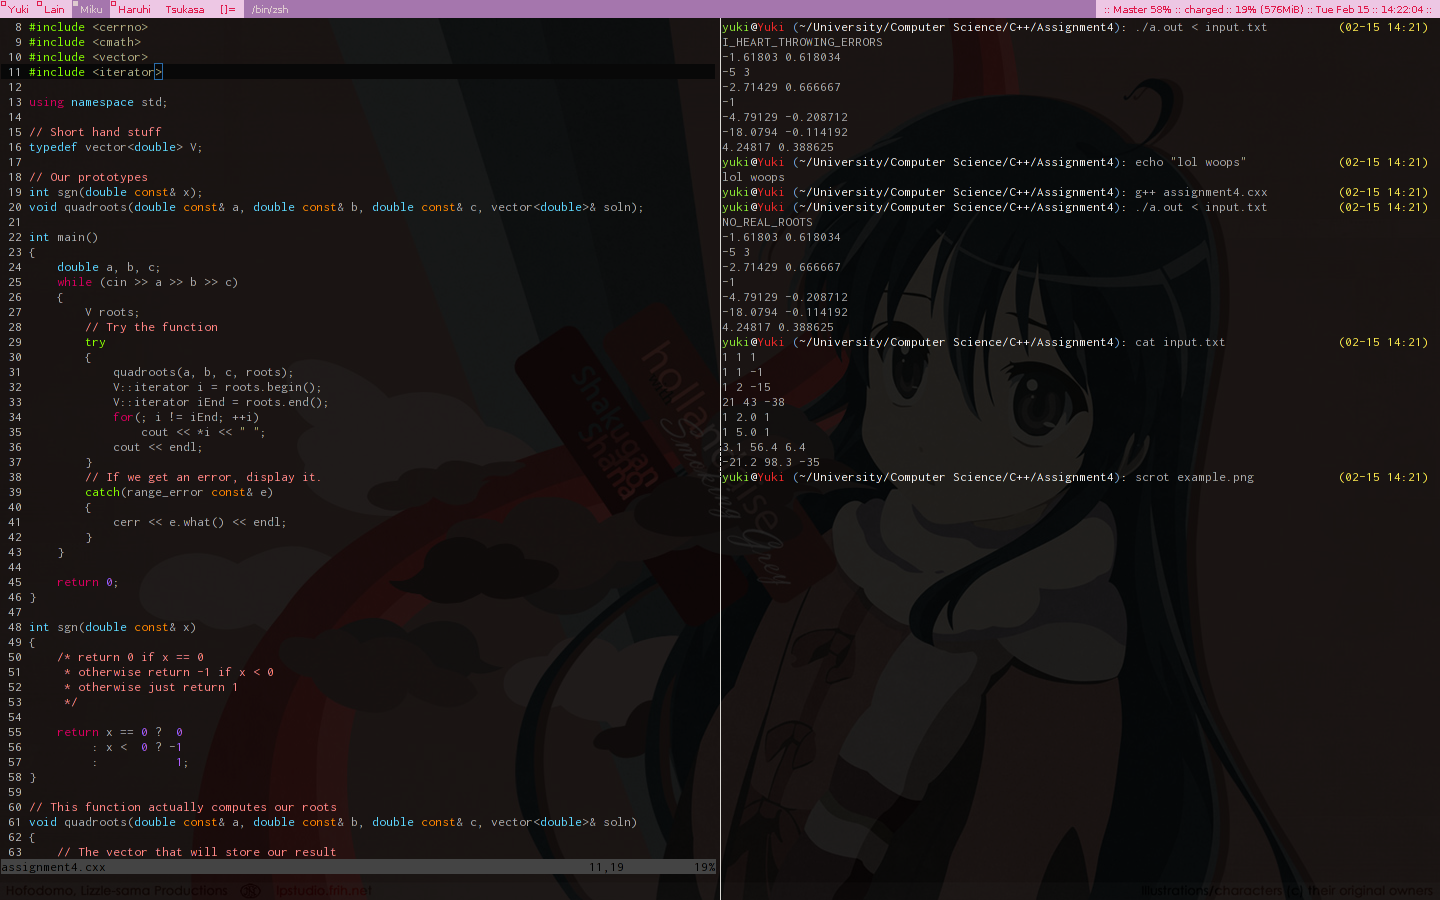 Yuki Lain Miku Haruhi Tsukasa []= /bin/zsh :: Master 58% :: charged :: 19% (576MiB) :: Tue Feb 15 :: 14:22:04 ::
8 #include <cerrno>
9 #include <cmath>
10 #include <vector>
11 #include <iterator>
12
13 using namespace std;
14
15 // Short hand stuff
16 typedef vector<double> V;
17
18 // Our prototypes
19 int sgn(double const& x);
20 void quadroots(double const& a, double const& b, double const& c, vector<double>& soln);
21
22 int main()
23 {
24     double a, b, c;
25     while (cin >> a >> b >> c)
26     {
27         V roots;
28         // Try the function
29         try
30         {
31             quadroots(a, b, c, roots);
32             V::iterator i = roots.begin();
33             V::iterator iEnd = roots.end();
34             for(; i != iEnd; ++i)
35                 cout << *i << " ";
36             cout << endl;
37         }
38         // If we get an error, display it.
39         catch(range_error const& e)
40         {
41             cerr << e.what() << endl;
42         }
43     }
44
45     return 0;
46 }
47
48 int sgn(double const& x)
49 {
50     /* return 0 if x == 0
51      * otherwise return -1 if x < 0
52      * otherwise just return 1
53      */
54
55     return x == 0 ?  0
56          : x <  0 ? -1
57          :           1;
58 }
59
60 // This function actually computes our roots
61 void quadroots(double const& a, double const& b, double const& c, vector<double>& soln)
62 {
63     // The vector that will store our result
assignment4.cxx 11,19 19%
yuki@Yuki (~/University/Computer Science/C++/Assignment4): ./a.out < input.txt (02-15 14:21)
I_HEART_THROWING_ERRORS
-1.61803 0.618034
-5 3
-2.71429 0.666667
-1
-4.79129 -0.208712
-18.0794 -0.114192
4.24817 0.388625
yuki@Yuki (~/University/Computer Science/C++/Assignment4): echo "lol woops" (02-15 14:21)
lol woops
yuki@Yuki (~/University/Computer Science/C++/Assignment4): g++ assignment4.cxx (02-15 14:21)
yuki@Yuki (~/University/Computer Science/C++/Assignment4): ./a.out < input.txt (02-15 14:21)
NO_REAL_ROOTS
-1.61803 0.618034
-5 3
-2.71429 0.666667
-1
-4.79129 -0.208712
-18.0794 -0.114192
4.24817 0.388625
yuki@Yuki (~/University/Computer Science/C++/Assignment4): cat input.txt (02-15 14:21)
1 1 1
1 1 -1
1 2 -15
21 43 -38
1 2.0 1
1 5.0 1
3.1 56.4 6.4
-21.2 98.3 -35
yuki@Yuki (~/University/Computer Science/C++/Assignment4): scrot example.png (02-15 14:21)
Shakugan
Shana
Hofodomo, Lizzie-sama Productions
Illustrations/characters (c) their original owners